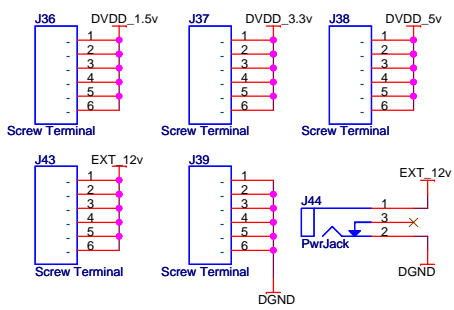 J36
DVDD_1.5v
1
2
3
4
5
6
Screw Terminal
J37
DVDD_3.3v
1
2
3
4
5
6
Screw Terminal
J38
DVDD_5v
1
2
3
4
5
6
Screw Terminal
J43
EXT_12v
1
2
3
4
5
6
Screw Terminal
J39
1
2
3
4
5
6
Screw Terminal
DGND
J44
EXT_12v
1
3
2
PwrJack
DGND